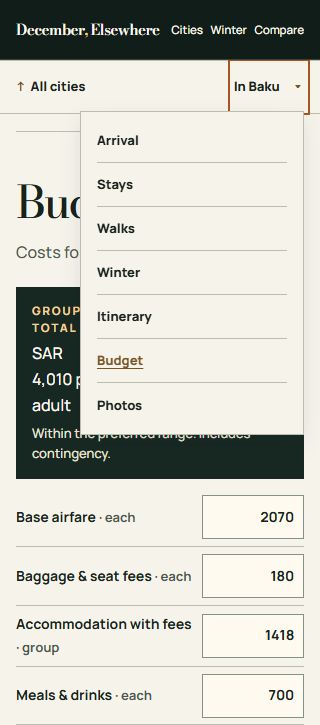 December, Elsewhere Cities Winter Compare
↑ All cities In Baku
Arrival
Stays
Walks
Winter
Itinerary
Budget
Photos
Costs fo
GROUP
TOTAL
SAR
4,010
adult
Within the preferred range. Includes
contingency.
Base airfare · each 2070
Baggage & seat fees · each 180
Accommodation with fees
· group 1418
Meals & drinks · each 700